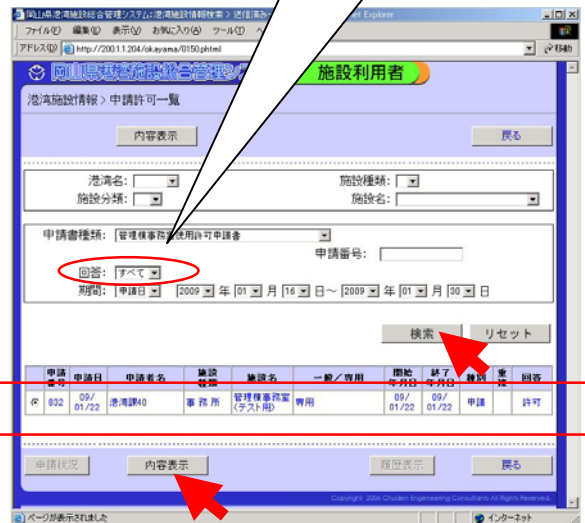 岡山県港湾施設総合管理システム:港湾施設情報検索 > 送信済み
ファイル(F) 編集(E) 表示(V) お気に入り(A) ツール(T)
アドレス(D) http://200.1.1.204/okayama/0150.phtml 移動
岡山県港湾施設総合管理システム 施設利用者
港湾施設情報 > 申請許可一覧
内容表示 戻る
港湾名: 施設種類:
施設分類: 施設名:
申請書種類: 管理棟事務室使用許可申請書
申請番号:
回答: すべて
期間: 申請日 2009 年 01 月 16 日～ 2009 年 01 月 30 日
検索 リセット
申請番号 申請日 申請者名 施設種類 施設名 一般／専用 開始年月日 終了年月日 種別 重複 回答
032 09/01/22 港湾課40 事務所 管理棟事務室(テスト用) 専用 09/01/22 09/01/22 申請 許可
申請状況 内容表示 履歴表示 戻る
Copyright 200x Chuden Engineering Consultants All Rights Reserved.
ページが表示されました インターネット